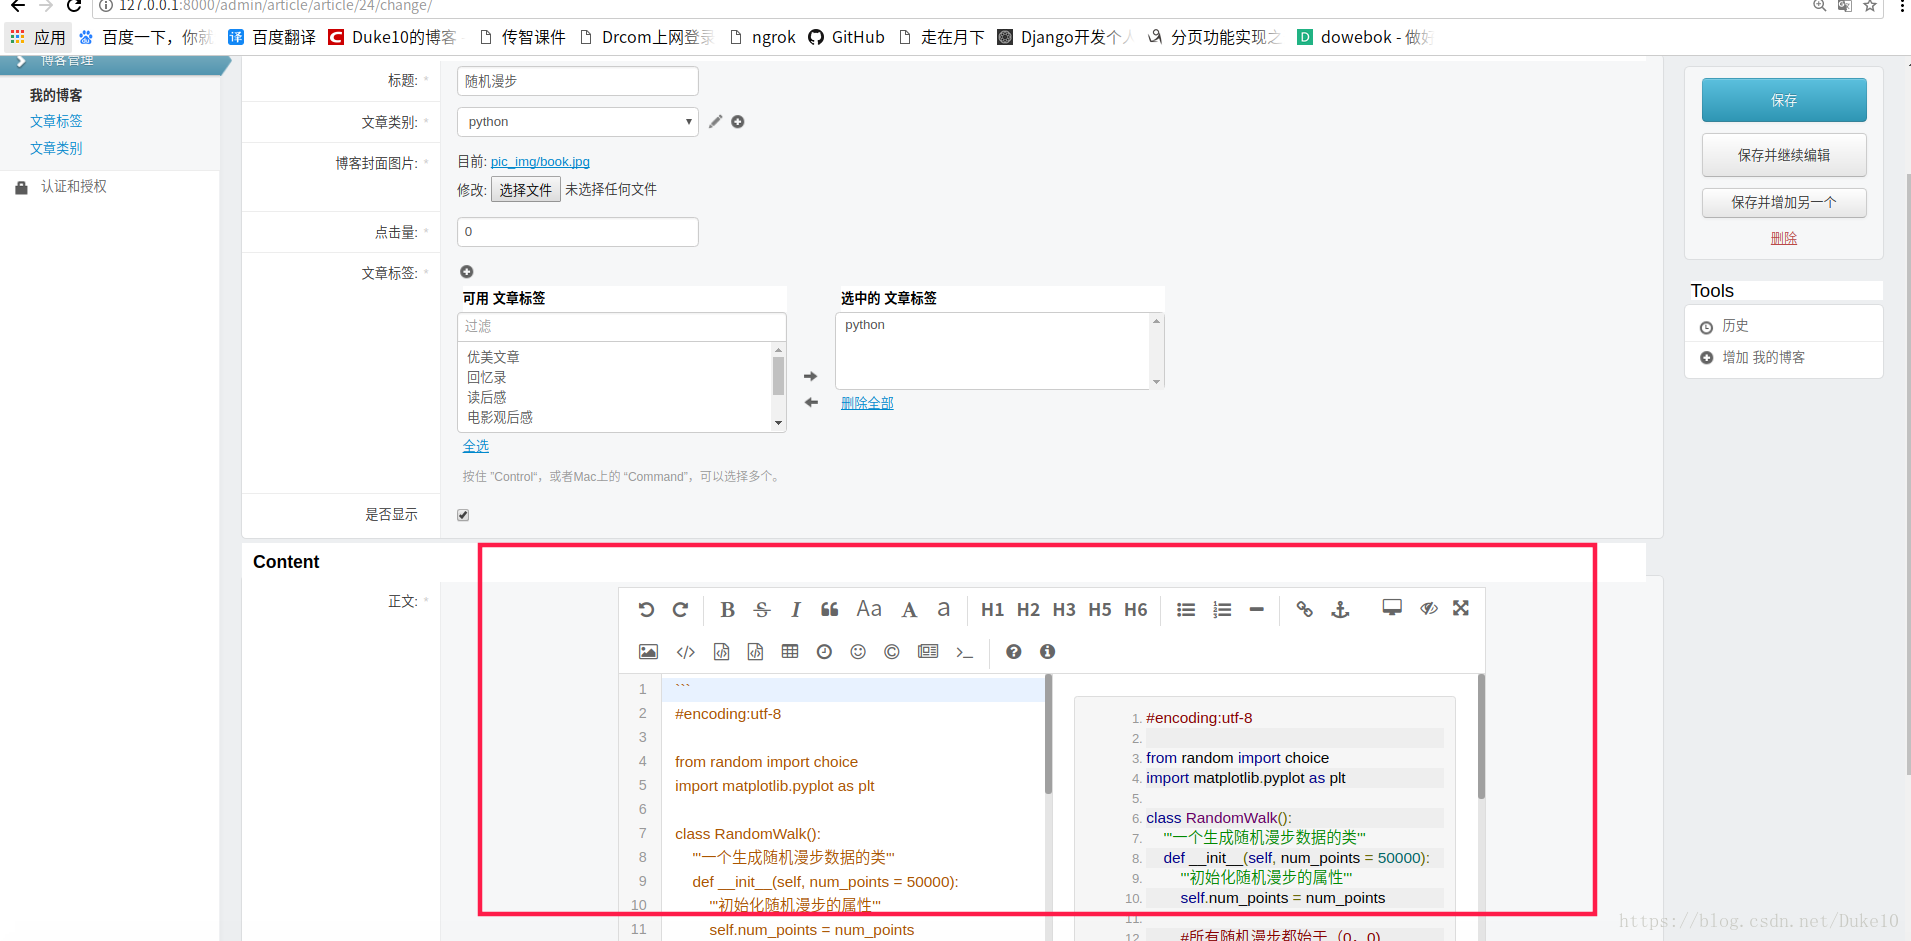 127.0.0.1:8000/admin/article/article/24/change/
应用 百度一下，你就 百度翻译 Duke10的博客 传智课件 Drcom上网登录 ngrok GitHub 走在月下 Django开发个人 分页功能实现之 dowebok - 做好
博客管理
我的博客
文章标签
文章类别
认证和授权
标题: *
随机漫步
文章类别: *
python
博客封面图片: *
目前: pic_img/book.jpg
修改: 选择文件 未选择任何文件
点击量: *
0
文章标签: *
可用 文章标签
过滤
优美文章
回忆录
读后感
电影观后感
全选
选中的 文章标签
python
删除全部
按住 "Control“，或者Mac上的 “Command”，可以选择多个。
是否显示
保存
保存并继续编辑
保存并增加另一个
删除
Tools
历史
增加 我的博客
Content
正文: *
B S I Aa A a H1 H2 H3 H5 H6
1 ```
2 #encoding:utf-8
3
4 from random import choice
5 import matplotlib.pyplot as plt
6
7 class RandomWalk():
8 '''一个生成随机漫步数据的类'''
9 def __init__(self, num_points = 50000):
10 '''初始化随机漫步的属性'''
11 self.num_points = num_points
1. #encoding:utf-8
2.
3. from random import choice
4. import matplotlib.pyplot as plt
5.
6. class RandomWalk():
7. '''一个生成随机漫步数据的类'''
8. def __init__(self, num_points = 50000):
9. '''初始化随机漫步的属性'''
10. self.num_points = num_points
11.
12. #所有随机漫步都始于（0，0）
https://blog.csdn.net/Duke10